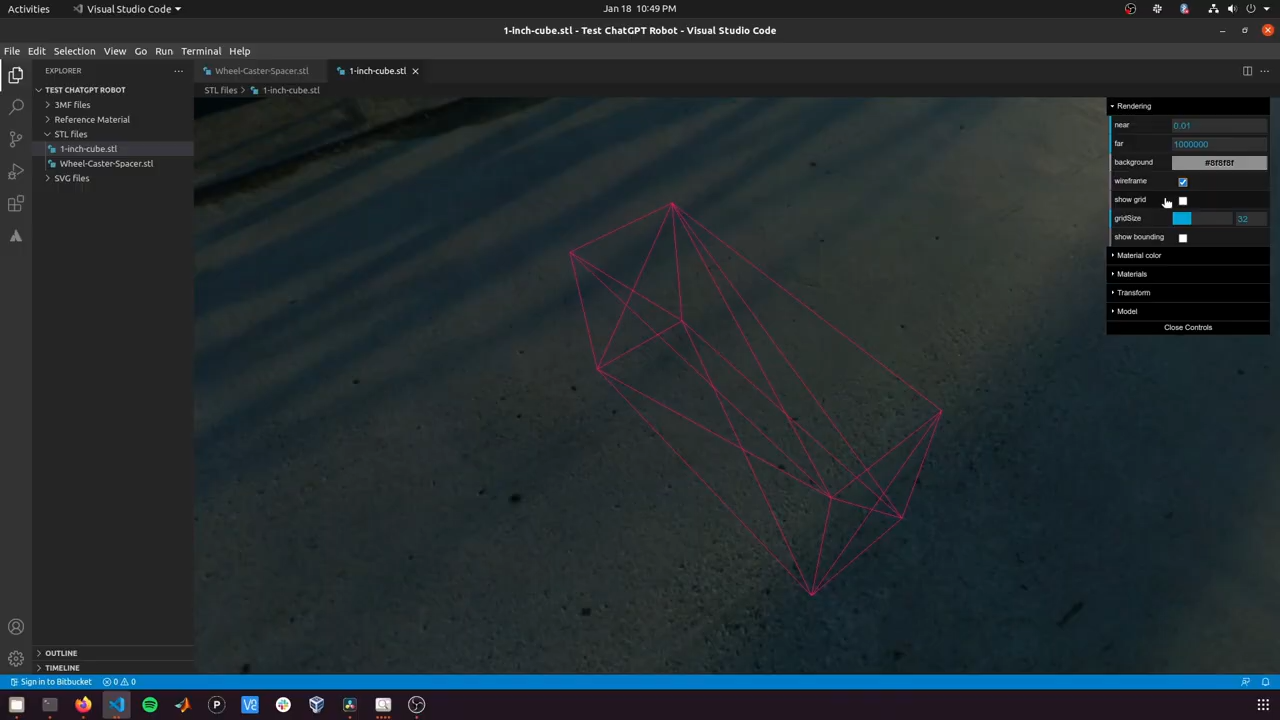 Activities
Visual Studio Code
Jan 18 10:49 PM
1-inch-cube.stl - Test ChatGPT Robot - Visual Studio Code
File Edit Selection View Go Run Terminal Help
EXPLORER
TEST CHATGPT ROBOT
3MF files
Reference Material
STL files
1-inch-cube.stl
Wheel-Caster-Spacer.stl
SVG files
OUTLINE
TIMELINE
Wheel-Caster-Spacer.stl
1-inch-cube.stl
STL files > 1-inch-cube.stl
Rendering
near 0.01
far 1000000
background #8f8f8f
wireframe
show grid
gridSize 32
show bounding
Material color
Materials
Transform
Model
Close Controls
Sign in to Bitbucket 0 0